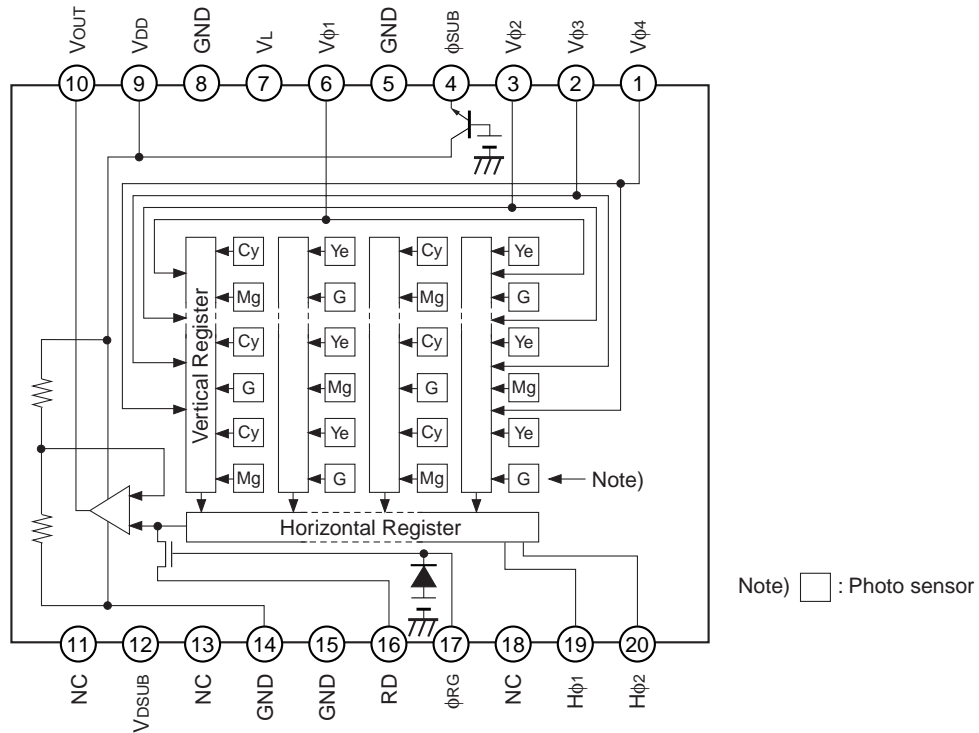 VOUT VDD GND VL Vφ1 GND φSUB Vφ2 Vφ3 Vφ4
10 9 8 7 6 5 4 3 2 1
Cy Ye Cy Ye
Mg G Mg G
Cy Ye Cy Ye
G Mg G Mg
Cy Ye Cy Ye
Mg G Mg G
Vertical Register
Note)
Horizontal Register
Note) : Photo sensor
11 12 13 14 15 16 17 18 19 20
NC VDSUB NC GND GND RD φRG NC Hφ1 Hφ2